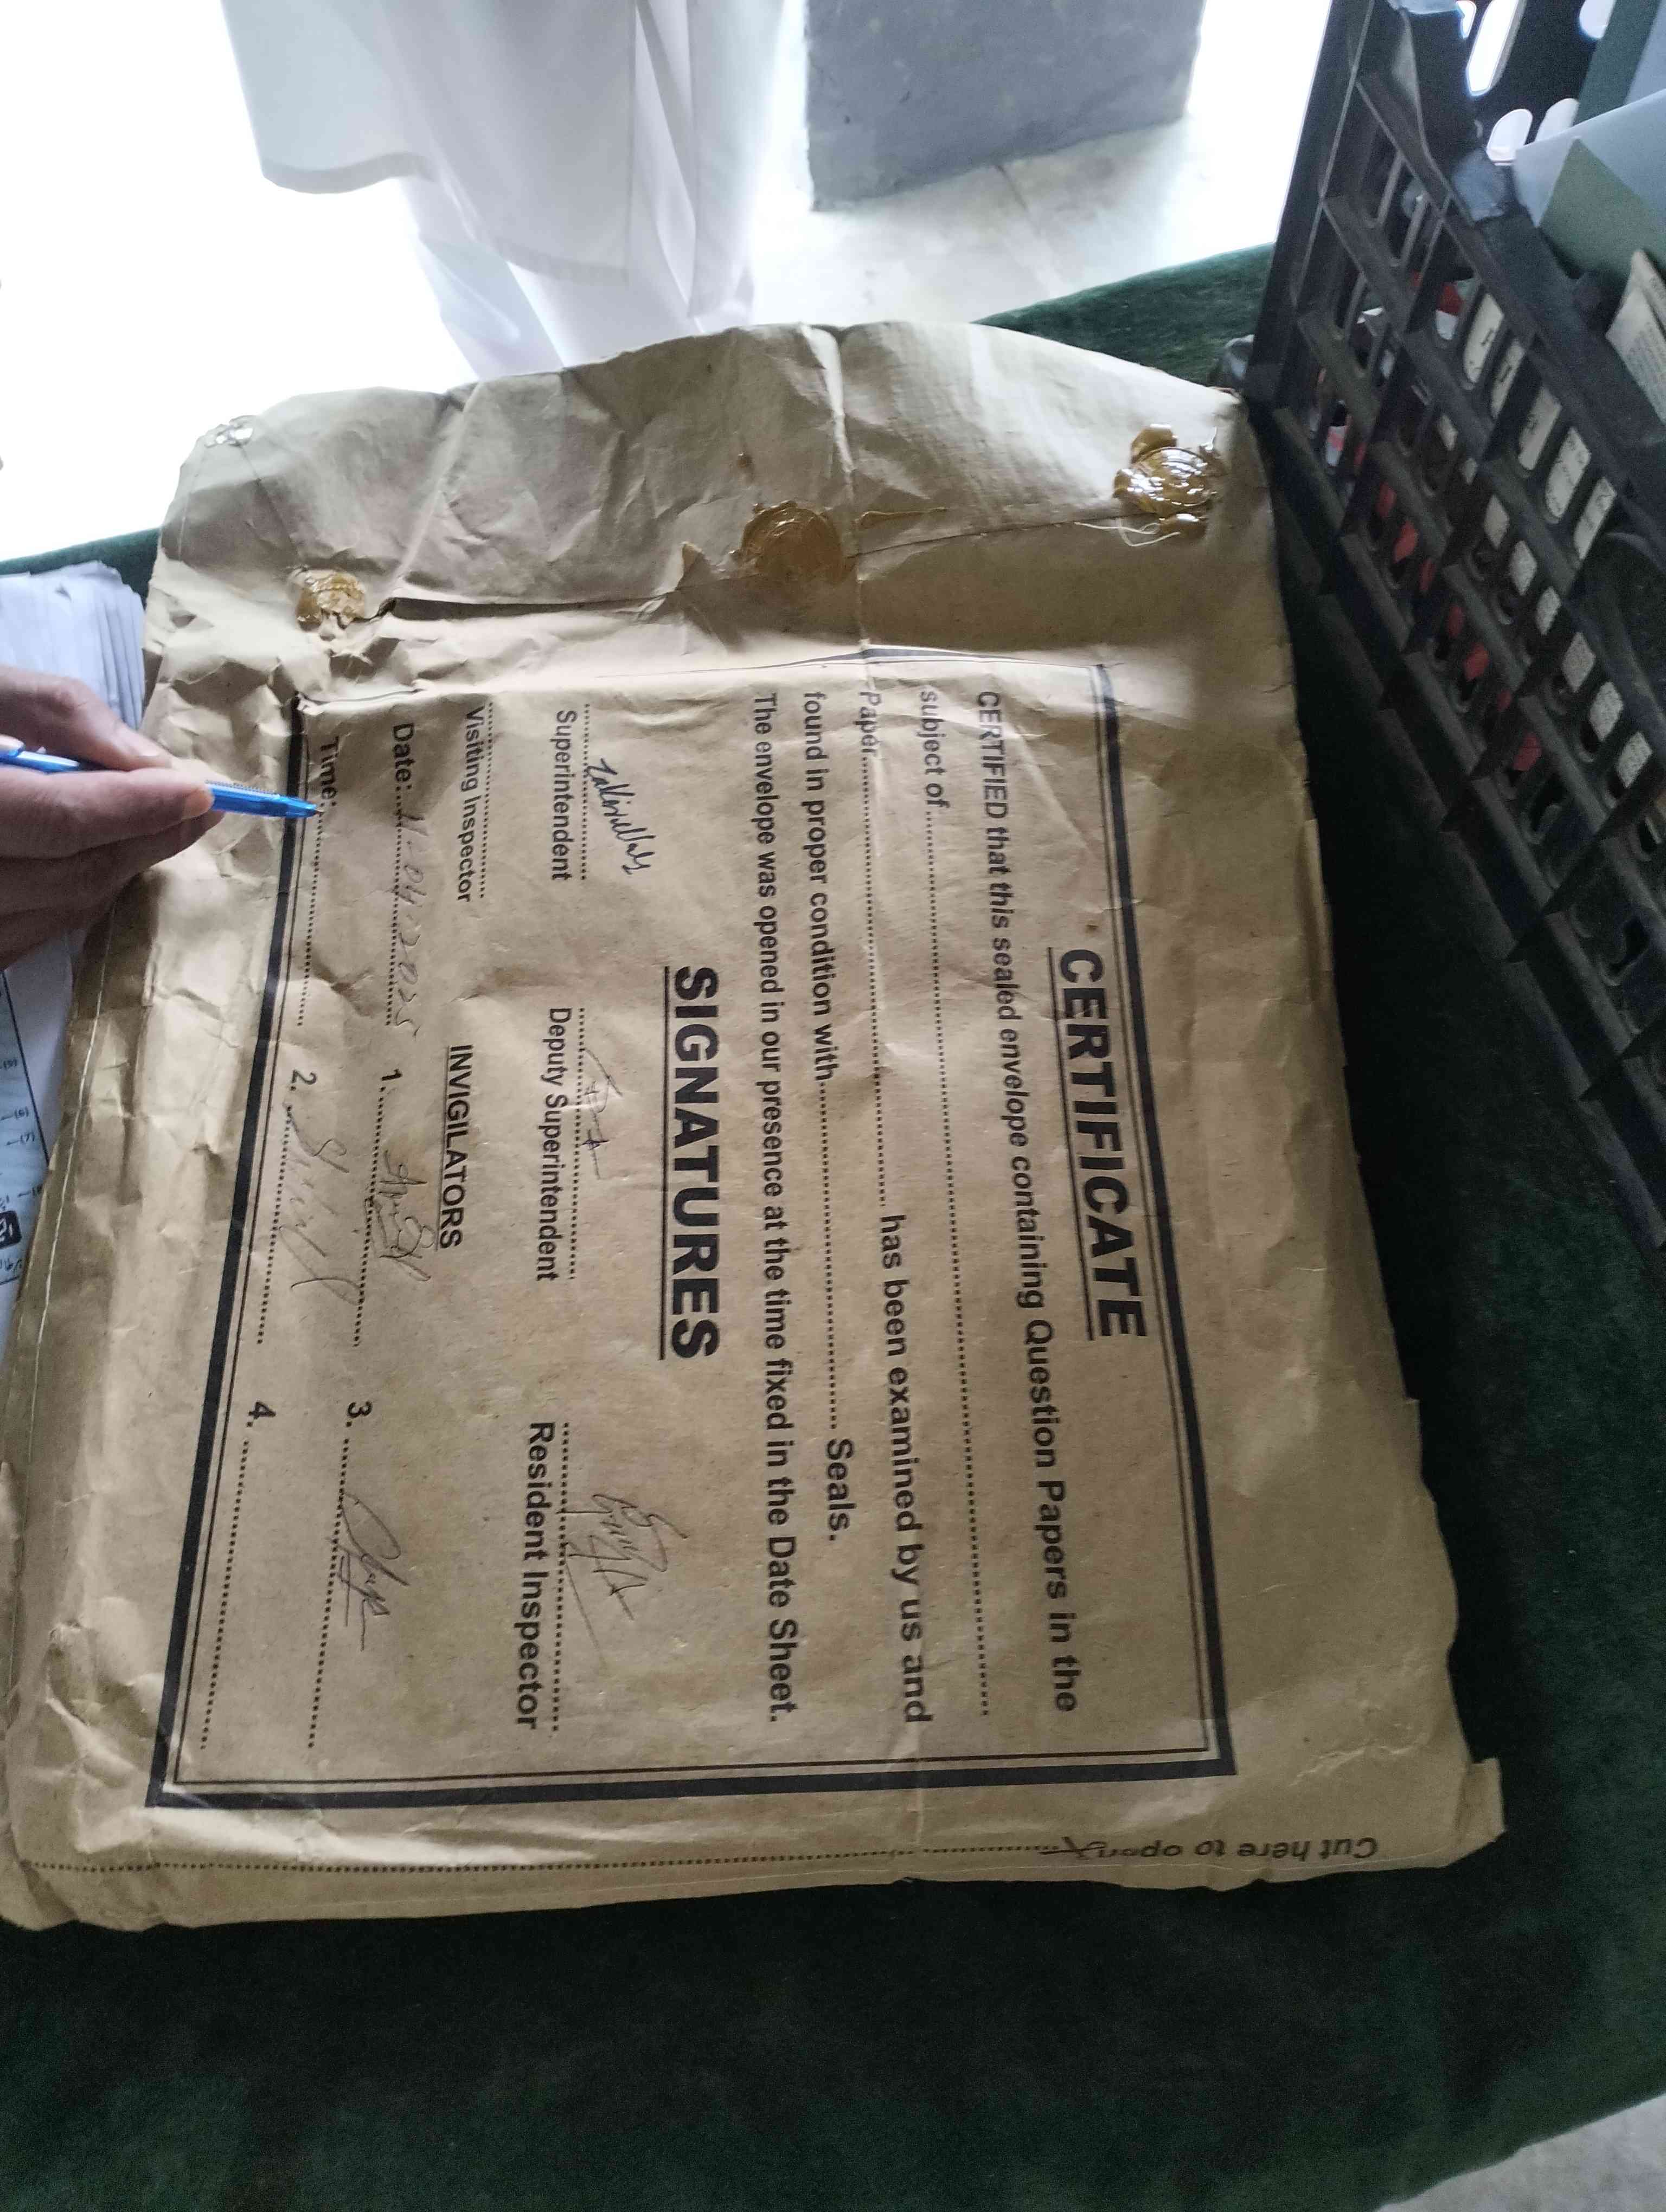 CERTIFICATE
CERTIFIED that this sealed envelope containing Question Papers in the
subject of
Paper has been examined by us and
found in proper condition with Seals.
The envelope was opened in our presence at the time fixed in the Date Sheet.
SIGNATURES
Superintendent Deputy Superintendent Resident Inspector
Visiting Inspector
INVIGILATORS
Date: 11-04-2025 1. 3.
Time: 2. 4.
Cut here to open